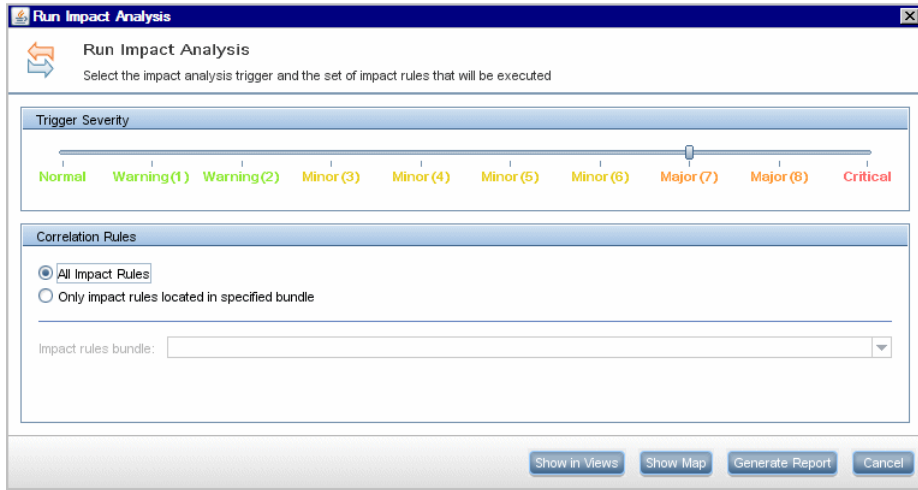 Run Impact Analysis
Run Impact Analysis
Select the impact analysis trigger and the set of impact rules that will be executed
Trigger Severity
Normal Warning(1) Warning(2) Minor(3) Minor(4) Minor(5) Minor(6) Major(7) Major(8) Critical
Correlation Rules
All Impact Rules
Only impact rules located in specified bundle
Impact rules bundle:
Show in Views Show Map Generate Report Cancel